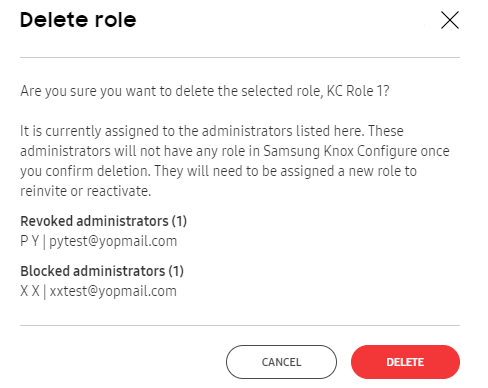 Delete role
Are you sure you want to delete the selected role, KC Role 1?
It is currently assigned to the administrators listed here. These
administrators will not have any role in Samsung Knox Configure once
you confirm deletion. They will need to be assigned a new role to
reinvite or reactivate.
Revoked administrators (1)
P Y | pytest@yopmail.com
Blocked administrators (1)
X X | xxtest@yopmail.com
CANCEL
DELETE